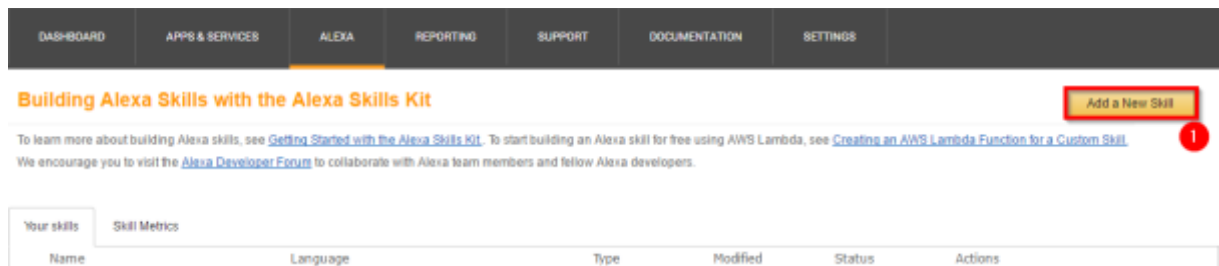 DASHBOARD APPS & SERVICES ALEXA REPORTING SUPPORT DOCUMENTATION SETTINGS
Building Alexa Skills with the Alexa Skills Kit
Add a New Skill
1
To learn more about building Alexa skills, see Getting Started with the Alexa Skills Kit. To start building an Alexa skill for free using AWS Lambda, see Creating an AWS Lambda Function for a Custom Skill.
We encourage you to visit the Alexa Developer Forum to collaborate with Alexa team members and fellow Alexa developers.
Your skills Skill Metrics
Name Language Type Modified Status Actions